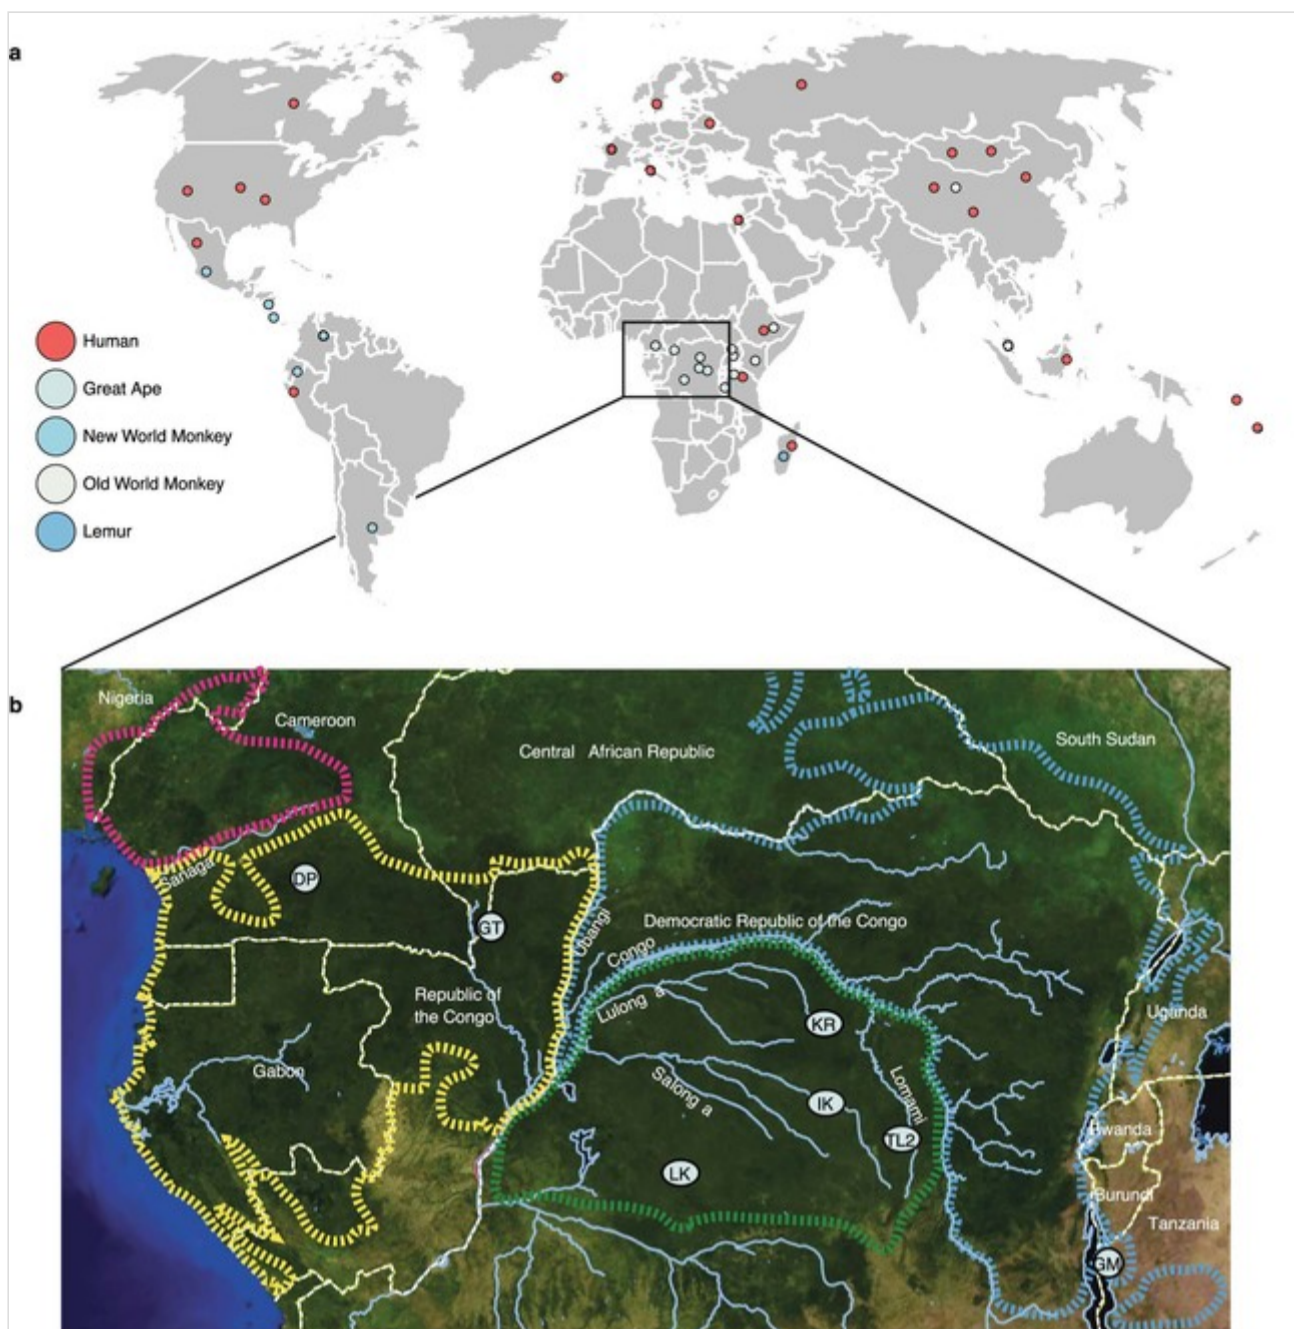 a
Human
Great Ape
New World Monkey
Old World Monkey
Lemur
b
Nigeria
Cameroon
Central African Republic
South Sudan
Sanaga
DP
GT
Ubangi
Democratic Republic of the Congo
Congo
Lulong a
Republic of
the Congo
KR
Uganda
Gabon
Salong a
IK
Lomami
TL2
Rwanda
LK
Burundi
Tanzania
GM